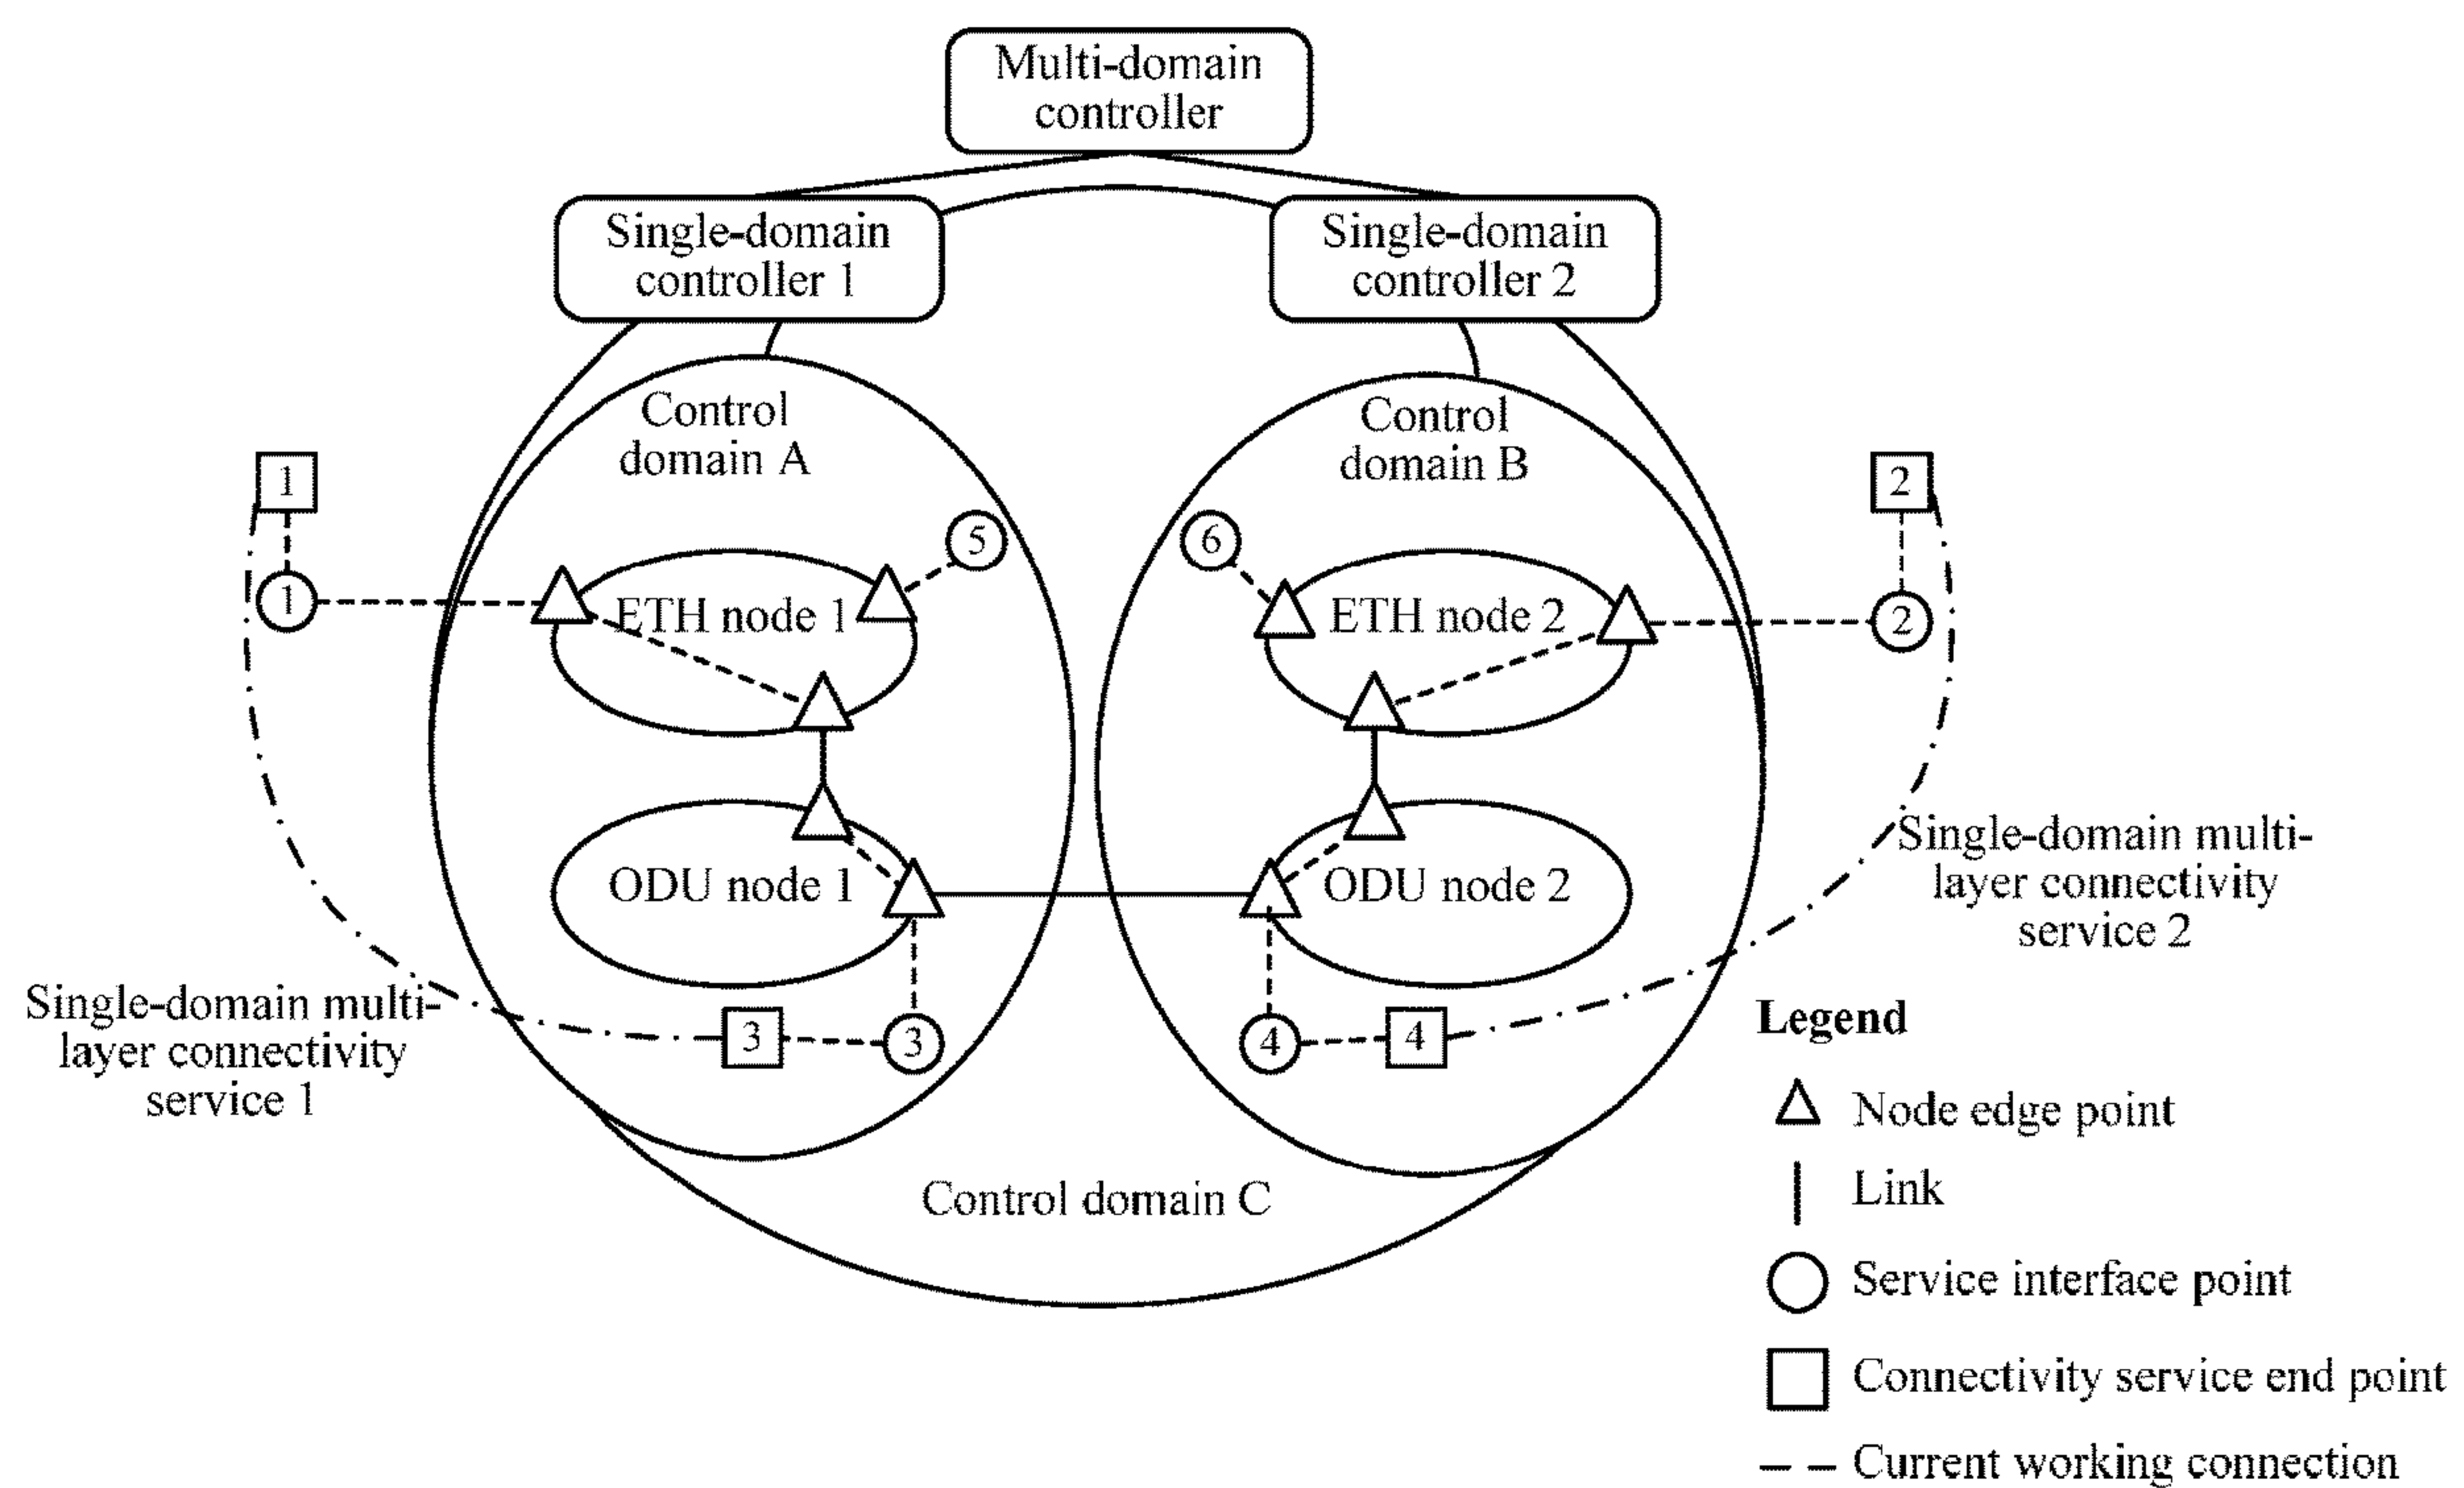 Multi-domain
controller
Single-domain
controller 1
Single-domain
controller 2
Control
domain A
Control
domain B
1
2
5
6
1
2
ETH node 1
ETH node 2
ODU node 1
ODU node 2
Single-domain multi-
layer connectivity
service 2
Single-domain multi-
layer connectivity
service 1
3
3
4
4
Control domain C
Legend
Node edge point
Link
Service interface point
Connectivity service end point
Current working connection